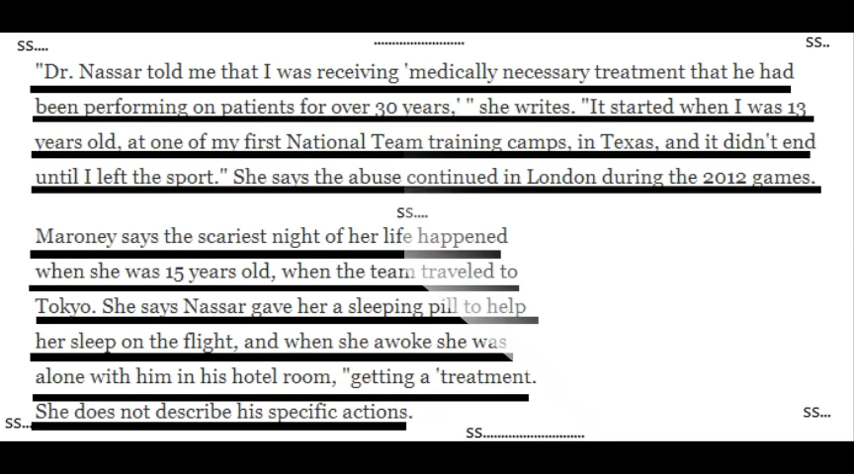 ss.... ......................... ss..
"Dr. Nassar told me that I was receiving 'medically necessary treatment that he had
been performing on patients for over 30 years,' " she writes. "It started when I was 13
years old, at one of my first National Team training camps, in Texas, and it didn't end
until I left the sport." She says the abuse continued in London during the 2012 games.
ss....
Maroney says the scariest night of her life happened
when she was 15 years old, when the team traveled to
Tokyo. She says Nassar gave her a sleeping pill to help
her sleep on the flight, and when she awoke she was
alone with him in his hotel room, "getting a 'treatment.
She does not describe his specific actions.
ss... ss............................ ss...